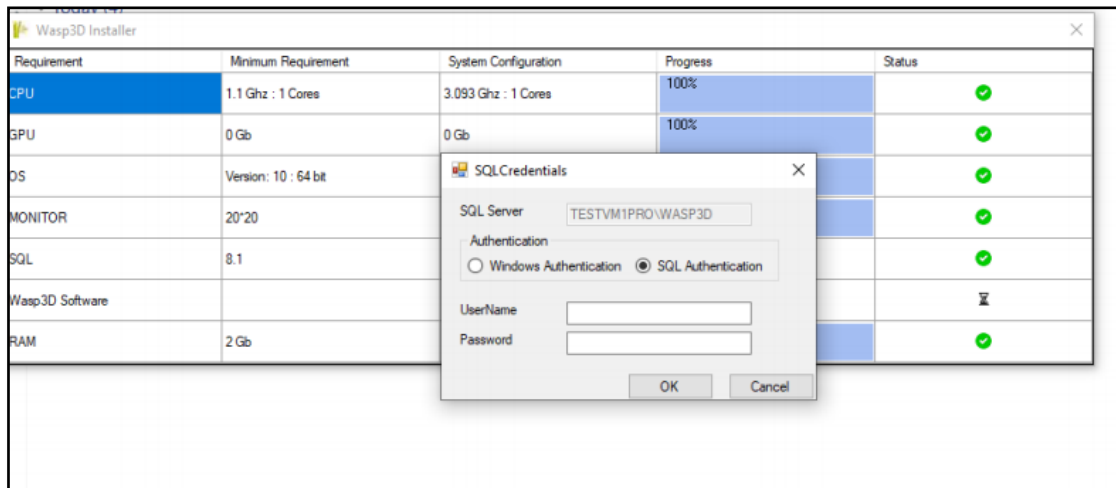 Today (4)
Wasp3D Installer
Requirement Minimum Requirement System Configuration Progress Status
CPU 1.1 Ghz : 1 Cores 3.093 Ghz : 1 Cores 100%
GPU 0 Gb 0 Gb 100%
OS Version: 10 : 64 bit
MONITOR 20*20
SQL 8.1
Wasp3D Software
RAM 2 Gb
SQLCredentials
SQL Server TESTVM1PRO\WASP3D
Authentication
Windows Authentication SQL Authentication
UserName
Password
OK Cancel